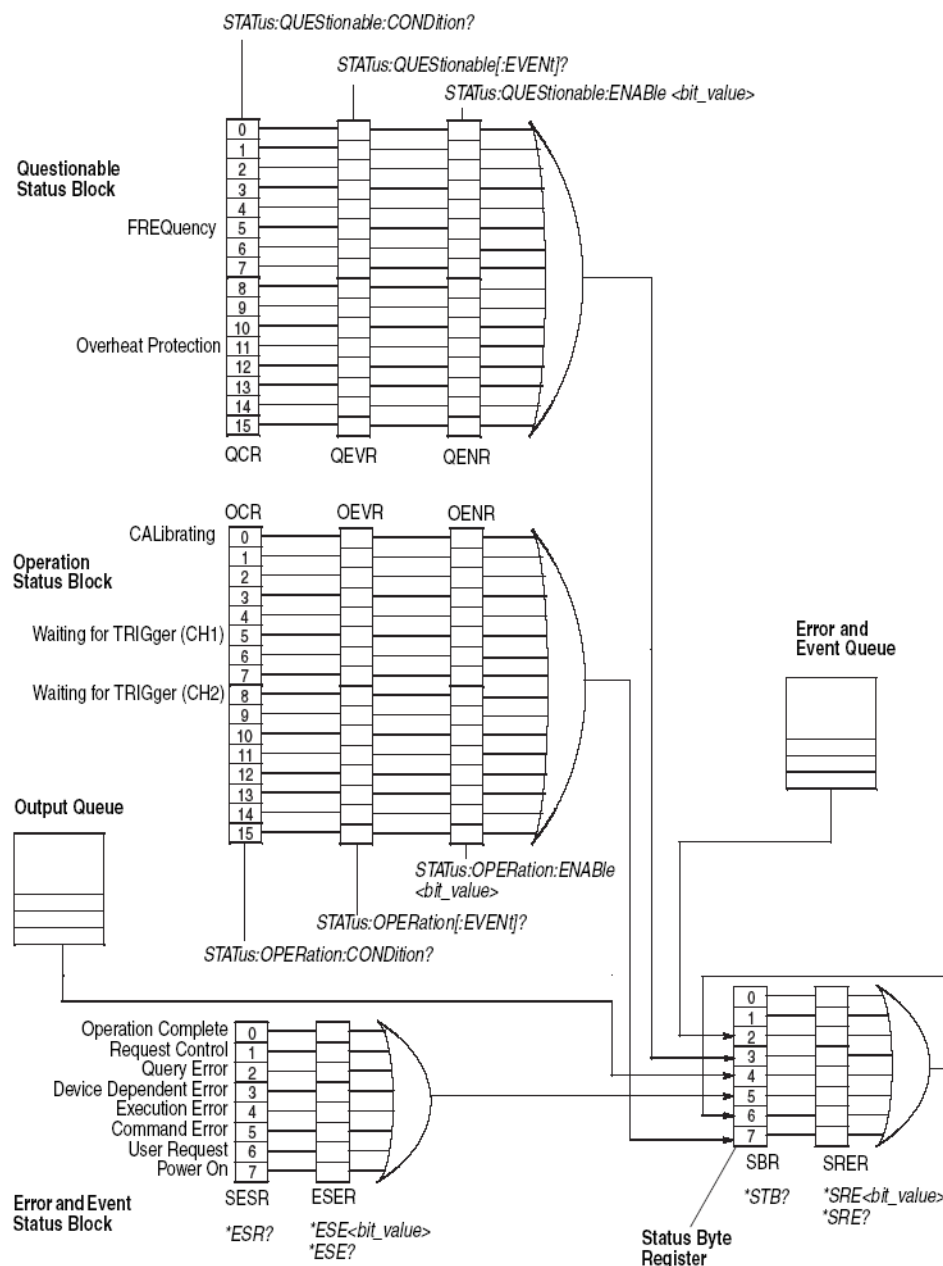 STATus:QUEStionable:CONDition?
STATus:QUEStionable[:EVENt]?
STATus:QUEStionable:ENABle <bit_value>
Questionable
Status Block
FREQuency
Overheat Protection
0
1
2
3
4
5
6
7
8
9
10
11
12
13
14
15
QCR
QEVR
QENR
OCR
OEVR
OENR
CALibrating
Operation
Status Block
Waiting for TRIGger (CH1)
Waiting for TRIGger (CH2)
0
1
2
3
4
5
6
7
8
9
10
11
12
13
14
15
Error and
Event Queue
Output Queue
STATus:OPERation:ENABle
<bit_value>
STATus:OPERation[:EVENt]?
STATus:OPERation:CONDition?
Operation Complete 0
Request Control 1
Query Error 2
Device Dependent Error 3
Execution Error 4
Command Error 5
User Request 6
Power On 7
SESR
ESER
Error and Event
Status Block
*ESR?
*ESE<bit_value>
*ESE?
0
1
2
3
4
5
6
7
SBR
SRER
*STB?
*SRE<bit_value>
*SRE?
Status Byte
Register